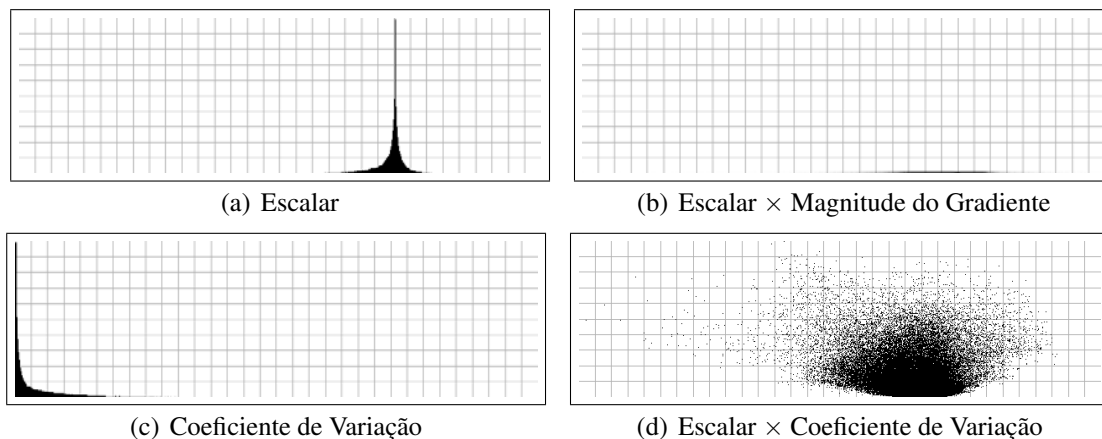 (a) Escalar
(b) Escalar × Magnitude do Gradiente
(c) Coeficiente de Variação
(d) Escalar × Coeficiente de Variação